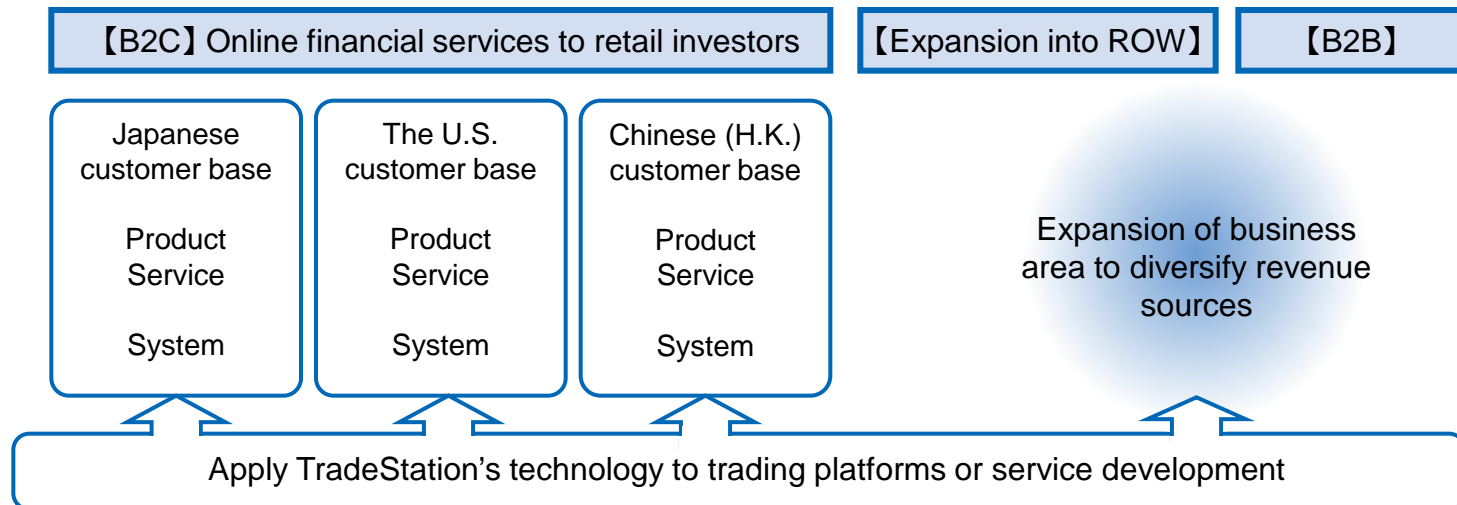 【B2C】Online financial services to retail investors
【Expansion into ROW】
【B2B】
Japanese
customer base
Product
Service
System
The U.S.
customer base
Product
Service
System
Chinese (H.K.)
customer base
Product
Service
System
Expansion of business
area to diversify revenue
sources
Apply TradeStation’s technology to trading platforms or service development